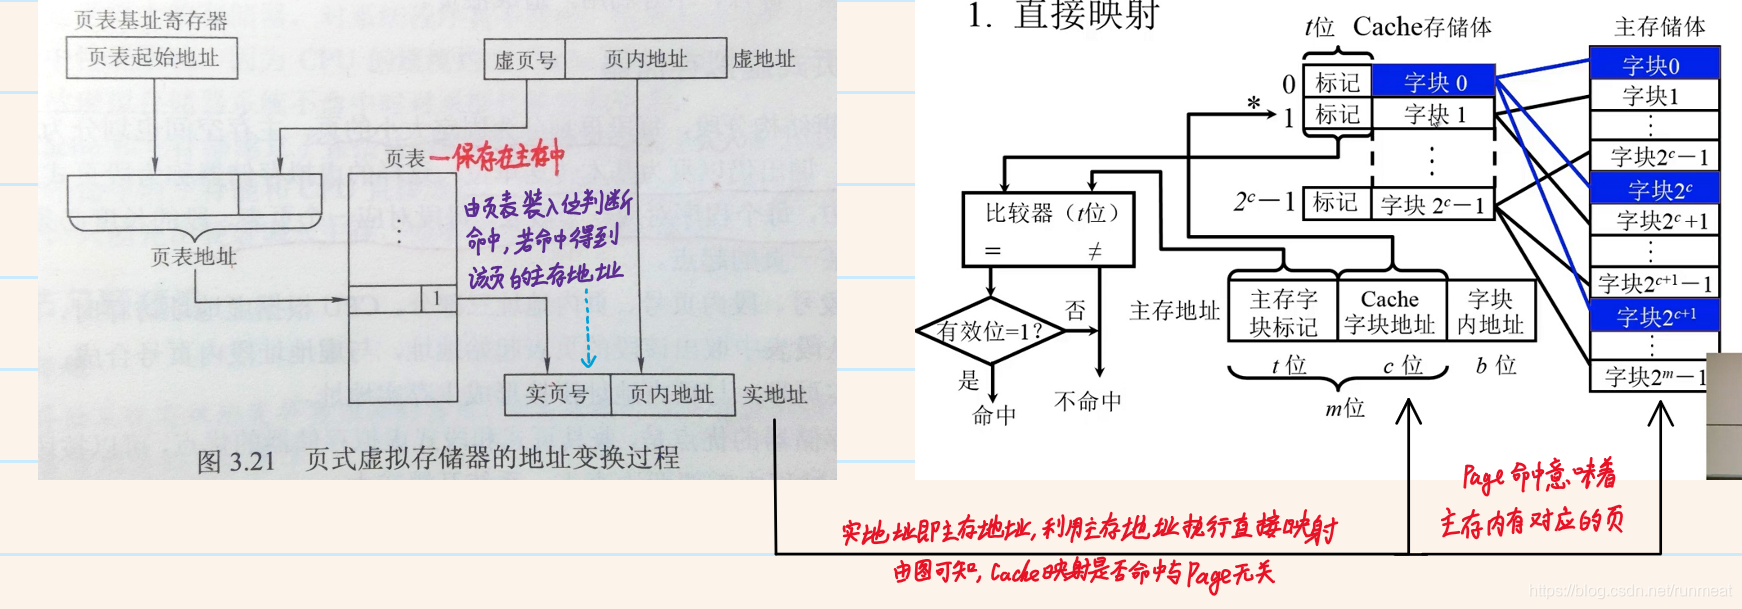 页表基址寄存器
页表起始地址
虚页号 页内地址 虚地址
页表 —保存在主存中
由页表装入位判断
命中,若命中得到
该页的主存地址
⋮
页表地址
1
实页号 页内地址 实地址
图 3.21 页式虚拟存储器的地址变换过程
1. 直接映射
t位 Cache存储体 主存储体
0 标记 字块 0
* 1 标记 字块 1
⋮
2^c−1 标记 字块 2^c−1
字块0
字块1
⋮
字块2^c−1
字块2^c
字块2^c+1
⋮
字块2^{c+1}−1
字块2^{c+1}
⋮
字块2^m−1
比较器(t位)
= ≠
有效位=1?
否
是
命中
不命中
主存地址
主存字块标记
Cache字块地址
字块内地址
t 位 c 位 b 位
m位
实地址即主存地址,利用主存地址执行直接映射
由图可知,Cache映射是否命中与Page无关
Page 命中意味着
主存内有对应的页
https://blog.csdn.net/runmeat